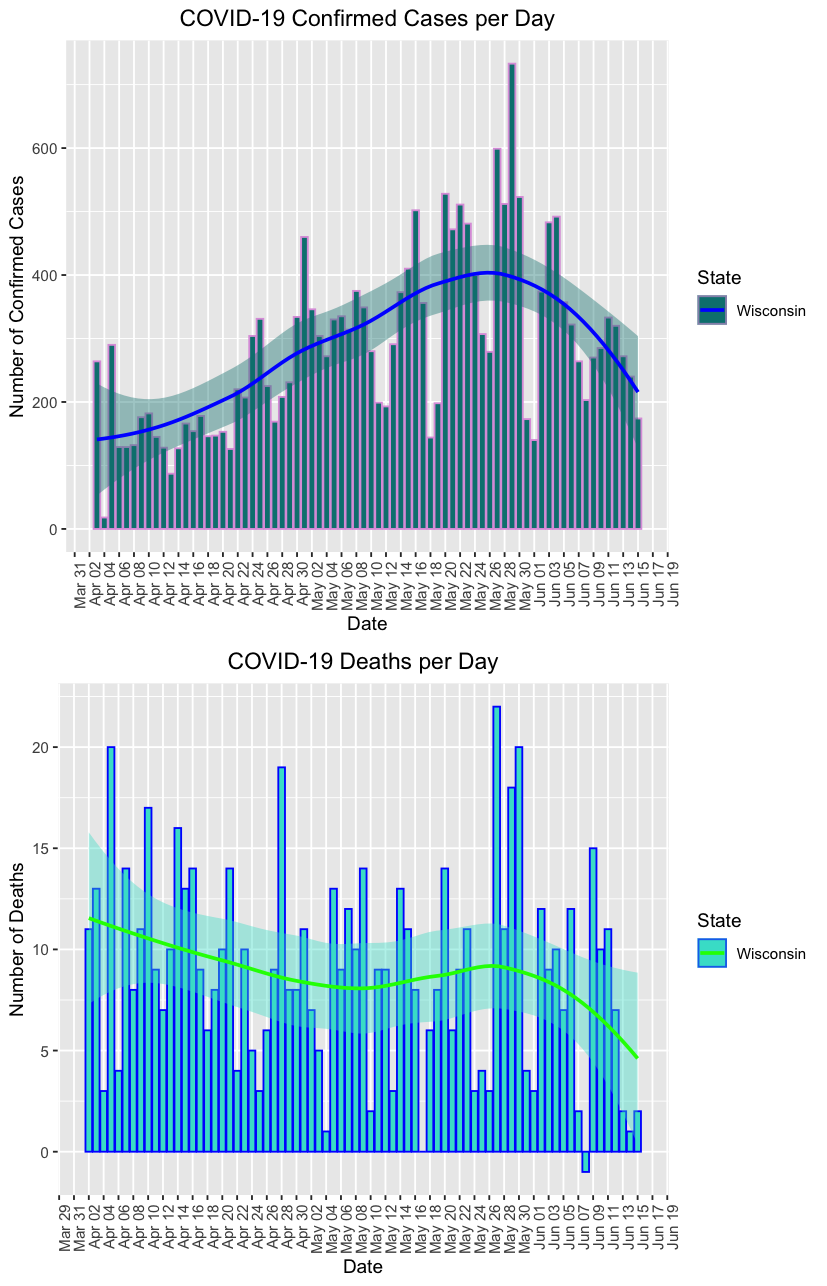 COVID-19 Confirmed Cases per Day
Number of Confirmed Cases
600
400
200
0
Mar 31
Apr 02
Apr 04
Apr 06
Apr 08
Apr 10
Apr 12
Apr 14
Apr 16
Apr 18
Apr 20
Apr 22
Apr 24
Apr 26
Apr 28
Apr 30
May 02
May 04
May 06
May 08
May 10
May 12
May 14
May 16
May 18
May 20
May 22
May 24
May 26
May 28
May 30
Jun 01
Jun 03
Jun 05
Jun 07
Jun 09
Jun 11
Jun 13
Jun 15
Jun 17
Jun 19
Date
State
Wisconsin
COVID-19 Deaths per Day
Number of Deaths
20
15
10
5
0
Mar 29
Mar 31
Apr 02
Apr 04
Apr 06
Apr 08
Apr 10
Apr 12
Apr 14
Apr 16
Apr 18
Apr 20
Apr 22
Apr 24
Apr 26
Apr 28
Apr 30
May 02
May 04
May 06
May 08
May 10
May 12
May 14
May 16
May 18
May 20
May 22
May 24
May 26
May 28
May 30
Jun 01
Jun 03
Jun 05
Jun 07
Jun 09
Jun 11
Jun 13
Jun 15
Jun 17
Jun 19
Date
State
Wisconsin